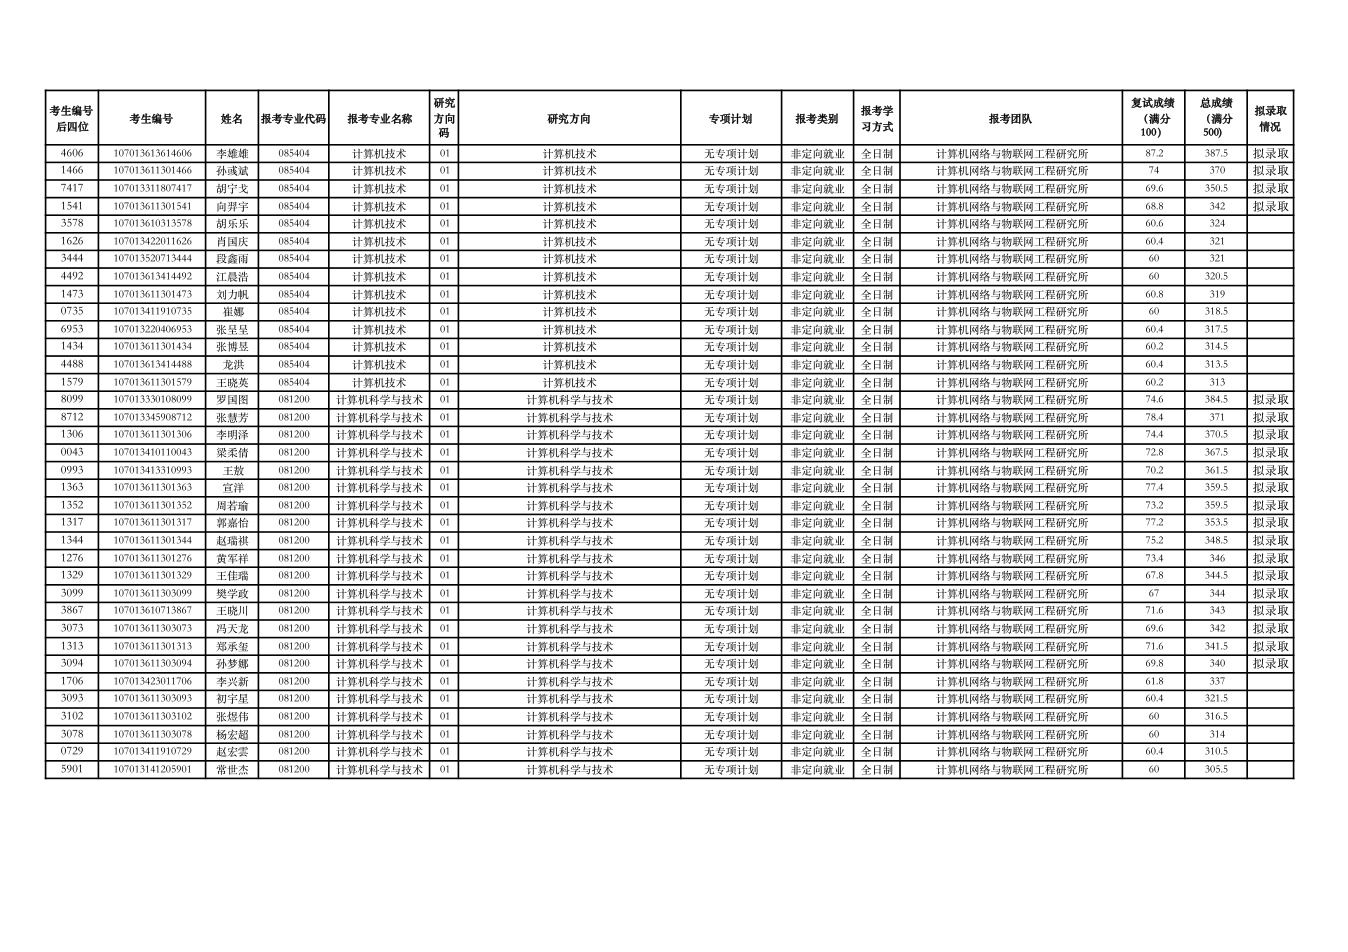 考生编号后四位 考生编号 姓名 报考专业代码 报考专业名称 研究方向码 研究方向 专项计划 报考类别 报考学习方式 报考团队 复试成绩（满分100） 总成绩（满分500） 拟录取情况
4606 107013613614606 李雄雄 085404 计算机技术 01 计算机技术 无专项计划 非定向就业 全日制 计算机网络与物联网工程研究所 87.2 387.5 拟录取
1466 107013611301466 孙彧斌 085404 计算机技术 01 计算机技术 无专项计划 非定向就业 全日制 计算机网络与物联网工程研究所 74 370 拟录取
7417 107013311807417 胡宁戈 085404 计算机技术 01 计算机技术 无专项计划 非定向就业 全日制 计算机网络与物联网工程研究所 69.6 350.5 拟录取
1541 107013611301541 向羿宇 085404 计算机技术 01 计算机技术 无专项计划 非定向就业 全日制 计算机网络与物联网工程研究所 68.8 342 拟录取
3578 107013610313578 胡乐乐 085404 计算机技术 01 计算机技术 无专项计划 非定向就业 全日制 计算机网络与物联网工程研究所 60.6 324
1626 107013422011626 肖国庆 085404 计算机技术 01 计算机技术 无专项计划 非定向就业 全日制 计算机网络与物联网工程研究所 60.4 321
3444 107013520713444 段鑫雨 085404 计算机技术 01 计算机技术 无专项计划 非定向就业 全日制 计算机网络与物联网工程研究所 60 321
4492 107013613414492 江晨浩 085404 计算机技术 01 计算机技术 无专项计划 非定向就业 全日制 计算机网络与物联网工程研究所 60 320.5
1473 107013611301473 刘力帆 085404 计算机技术 01 计算机技术 无专项计划 非定向就业 全日制 计算机网络与物联网工程研究所 60.8 319
0735 107013411910735 崔娜 085404 计算机技术 01 计算机技术 无专项计划 非定向就业 全日制 计算机网络与物联网工程研究所 60 318.5
6953 107013220406953 张呈呈 085404 计算机技术 01 计算机技术 无专项计划 非定向就业 全日制 计算机网络与物联网工程研究所 60.4 317.5
1434 107013611301434 张博昱 085404 计算机技术 01 计算机技术 无专项计划 非定向就业 全日制 计算机网络与物联网工程研究所 60.2 314.5
4488 107013613414488 龙洪 085404 计算机技术 01 计算机技术 无专项计划 非定向就业 全日制 计算机网络与物联网工程研究所 60.4 313.5
1579 107013611301579 王晓英 085404 计算机技术 01 计算机技术 无专项计划 非定向就业 全日制 计算机网络与物联网工程研究所 60.2 313
8099 107013330108099 罗国图 081200 计算机科学与技术 01 计算机科学与技术 无专项计划 非定向就业 全日制 计算机网络与物联网工程研究所 74.6 384.5 拟录取
8712 107013345908712 张慧芳 081200 计算机科学与技术 01 计算机科学与技术 无专项计划 非定向就业 全日制 计算机网络与物联网工程研究所 78.4 371 拟录取
1306 107013611301306 李明泽 081200 计算机科学与技术 01 计算机科学与技术 无专项计划 非定向就业 全日制 计算机网络与物联网工程研究所 74.4 370.5 拟录取
0043 107013410110043 梁柔倩 081200 计算机科学与技术 01 计算机科学与技术 无专项计划 非定向就业 全日制 计算机网络与物联网工程研究所 72.8 367.5 拟录取
0993 107013413310993 王敖 081200 计算机科学与技术 01 计算机科学与技术 无专项计划 非定向就业 全日制 计算机网络与物联网工程研究所 70.2 361.5 拟录取
1363 107013611301363 宣洋 081200 计算机科学与技术 01 计算机科学与技术 无专项计划 非定向就业 全日制 计算机网络与物联网工程研究所 77.4 359.5 拟录取
1352 107013611301352 周若瑜 081200 计算机科学与技术 01 计算机科学与技术 无专项计划 非定向就业 全日制 计算机网络与物联网工程研究所 73.2 359.5 拟录取
1317 107013611301317 郭嘉怡 081200 计算机科学与技术 01 计算机科学与技术 无专项计划 非定向就业 全日制 计算机网络与物联网工程研究所 77.2 353.5 拟录取
1344 107013611301344 赵瑞祺 081200 计算机科学与技术 01 计算机科学与技术 无专项计划 非定向就业 全日制 计算机网络与物联网工程研究所 75.2 348.5 拟录取
1276 107013611301276 黄军祥 081200 计算机科学与技术 01 计算机科学与技术 无专项计划 非定向就业 全日制 计算机网络与物联网工程研究所 73.4 346 拟录取
1329 107013611301329 王佳瑞 081200 计算机科学与技术 01 计算机科学与技术 无专项计划 非定向就业 全日制 计算机网络与物联网工程研究所 67.8 344.5 拟录取
3099 107013611303099 樊学政 081200 计算机科学与技术 01 计算机科学与技术 无专项计划 非定向就业 全日制 计算机网络与物联网工程研究所 67 344 拟录取
3867 107013610713867 王晓川 081200 计算机科学与技术 01 计算机科学与技术 无专项计划 非定向就业 全日制 计算机网络与物联网工程研究所 71.6 343 拟录取
3073 107013611303073 冯天龙 081200 计算机科学与技术 01 计算机科学与技术 无专项计划 非定向就业 全日制 计算机网络与物联网工程研究所 69.6 342 拟录取
1313 107013611301313 郑承玺 081200 计算机科学与技术 01 计算机科学与技术 无专项计划 非定向就业 全日制 计算机网络与物联网工程研究所 71.6 341.5 拟录取
3094 107013611303094 孙梦娜 081200 计算机科学与技术 01 计算机科学与技术 无专项计划 非定向就业 全日制 计算机网络与物联网工程研究所 69.8 340 拟录取
1706 107013423011706 李兴新 081200 计算机科学与技术 01 计算机科学与技术 无专项计划 非定向就业 全日制 计算机网络与物联网工程研究所 61.8 337
3093 107013611303093 初宇星 081200 计算机科学与技术 01 计算机科学与技术 无专项计划 非定向就业 全日制 计算机网络与物联网工程研究所 60.4 321.5
3102 107013611303102 张煜伟 081200 计算机科学与技术 01 计算机科学与技术 无专项计划 非定向就业 全日制 计算机网络与物联网工程研究所 60 316.5
3078 107013611303078 杨宏超 081200 计算机科学与技术 01 计算机科学与技术 无专项计划 非定向就业 全日制 计算机网络与物联网工程研究所 60 314
0729 107013411910729 赵宏雲 081200 计算机科学与技术 01 计算机科学与技术 无专项计划 非定向就业 全日制 计算机网络与物联网工程研究所 60.4 310.5
5901 107013141205901 常世杰 081200 计算机科学与技术 01 计算机科学与技术 无专项计划 非定向就业 全日制 计算机网络与物联网工程研究所 60 305.5